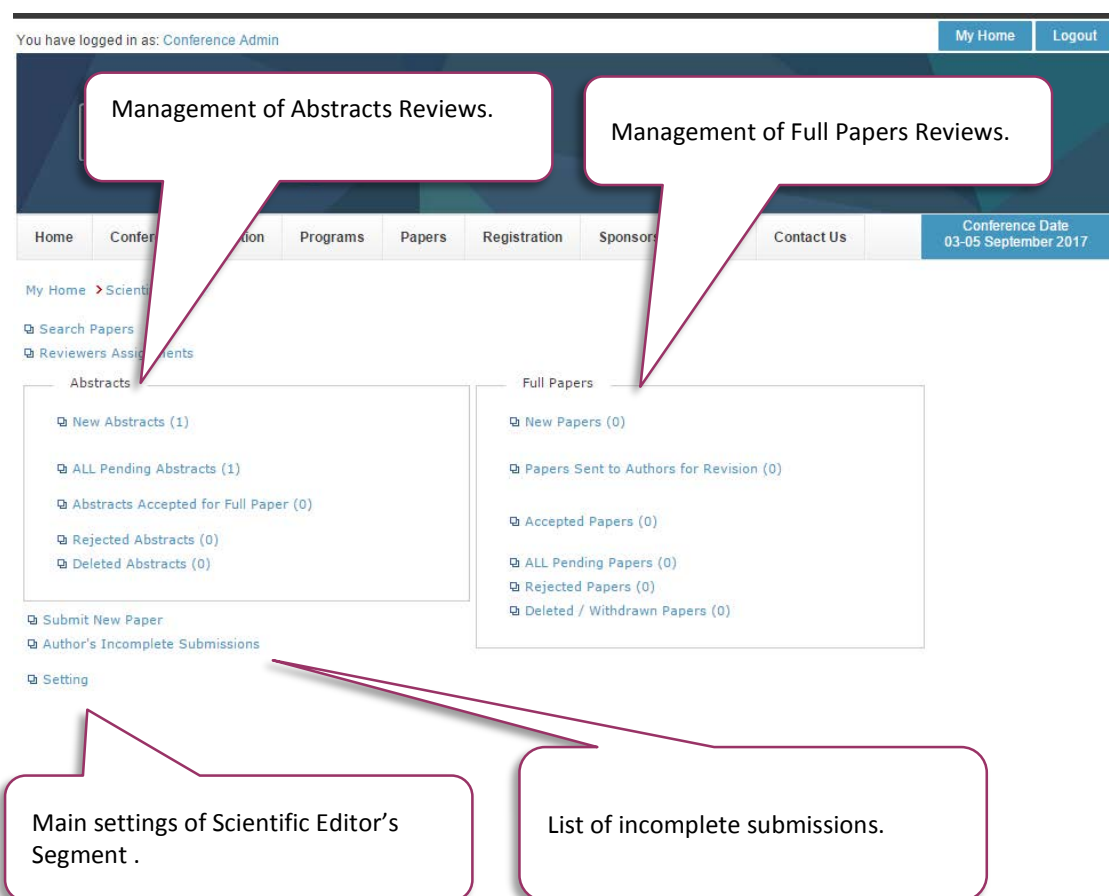 You have logged in as: Conference Admin
My Home
Logout
Management of Abstracts Reviews.
Management of Full Papers Reviews.
Home
Programs
Papers
Registration
Contact Us
Conference Date
03-05 September 2017
My Home >
Search Papers
Reviewers Assignments
Abstracts
New Abstracts (1)
ALL Pending Abstracts (1)
Abstracts Accepted for Full Paper (0)
Rejected Abstracts (0)
Deleted Abstracts (0)
Full Papers
New Papers (0)
Papers Sent to Authors for Revision (0)
Accepted Papers (0)
ALL Pending Papers (0)
Rejected Papers (0)
Deleted / Withdrawn Papers (0)
Submit New Paper
Author's Incomplete Submissions
Setting
Main settings of Scientific Editor’s
Segment .
List of incomplete submissions.